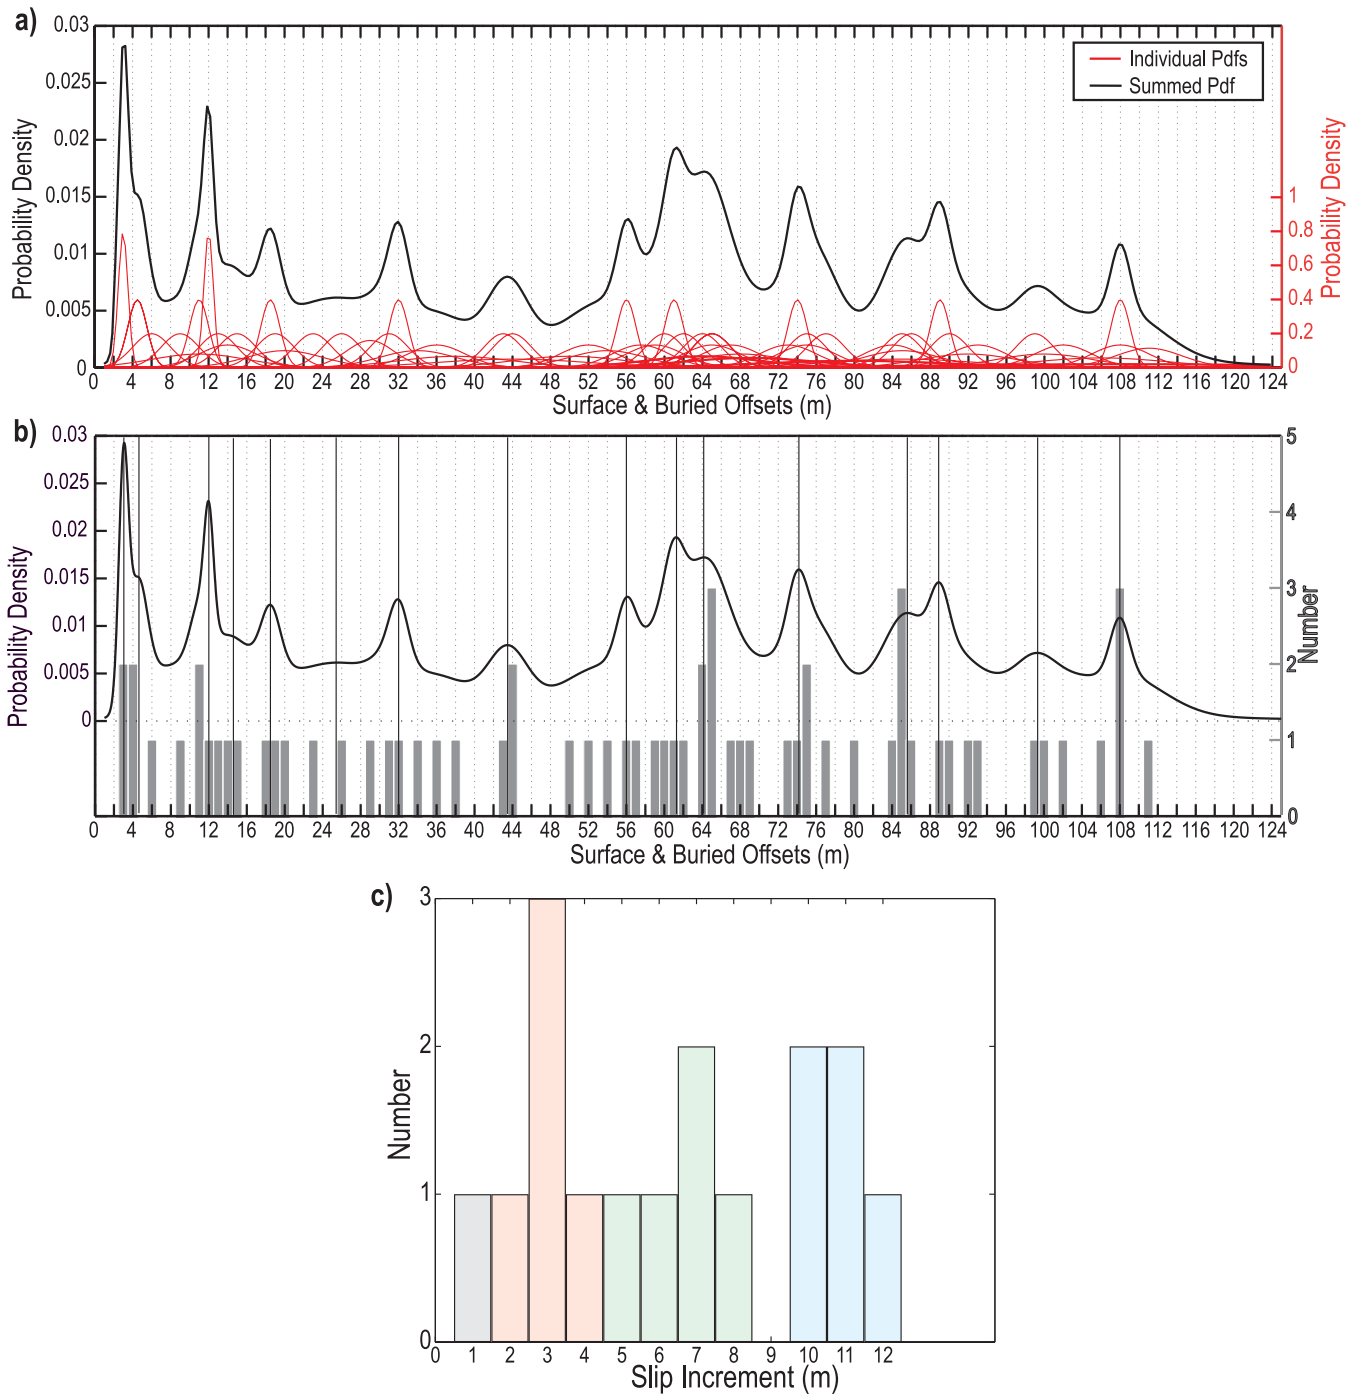 a)
0.03
0.025
0.02
0.015
0.01
0.005
0
Probability Density
Individual Pdfs
Summed Pdf
1
0.8
0.6
0.4
0.2
0
Probability Density
0 4 8 12 16 20 24 28 32 36 40 44 48 52 56 60 64 68 72 76 80 84 88 92 96 100 104 108 112 116 120 124
Surface & Buried Offsets (m)
b)
0.03
0.025
0.02
0.015
0.01
0.005
0
Probability Density
5
4
3
2
1
0
Number
0 4 8 12 16 20 24 28 32 36 40 44 48 52 56 60 64 68 72 76 80 84 88 92 96 100 104 108 112 116 120 124
Surface & Buried Offsets (m)
c)
3
2
1
0
Number
0 1 2 3 4 5 6 7 8 9 10 11 12
Slip Increment (m)